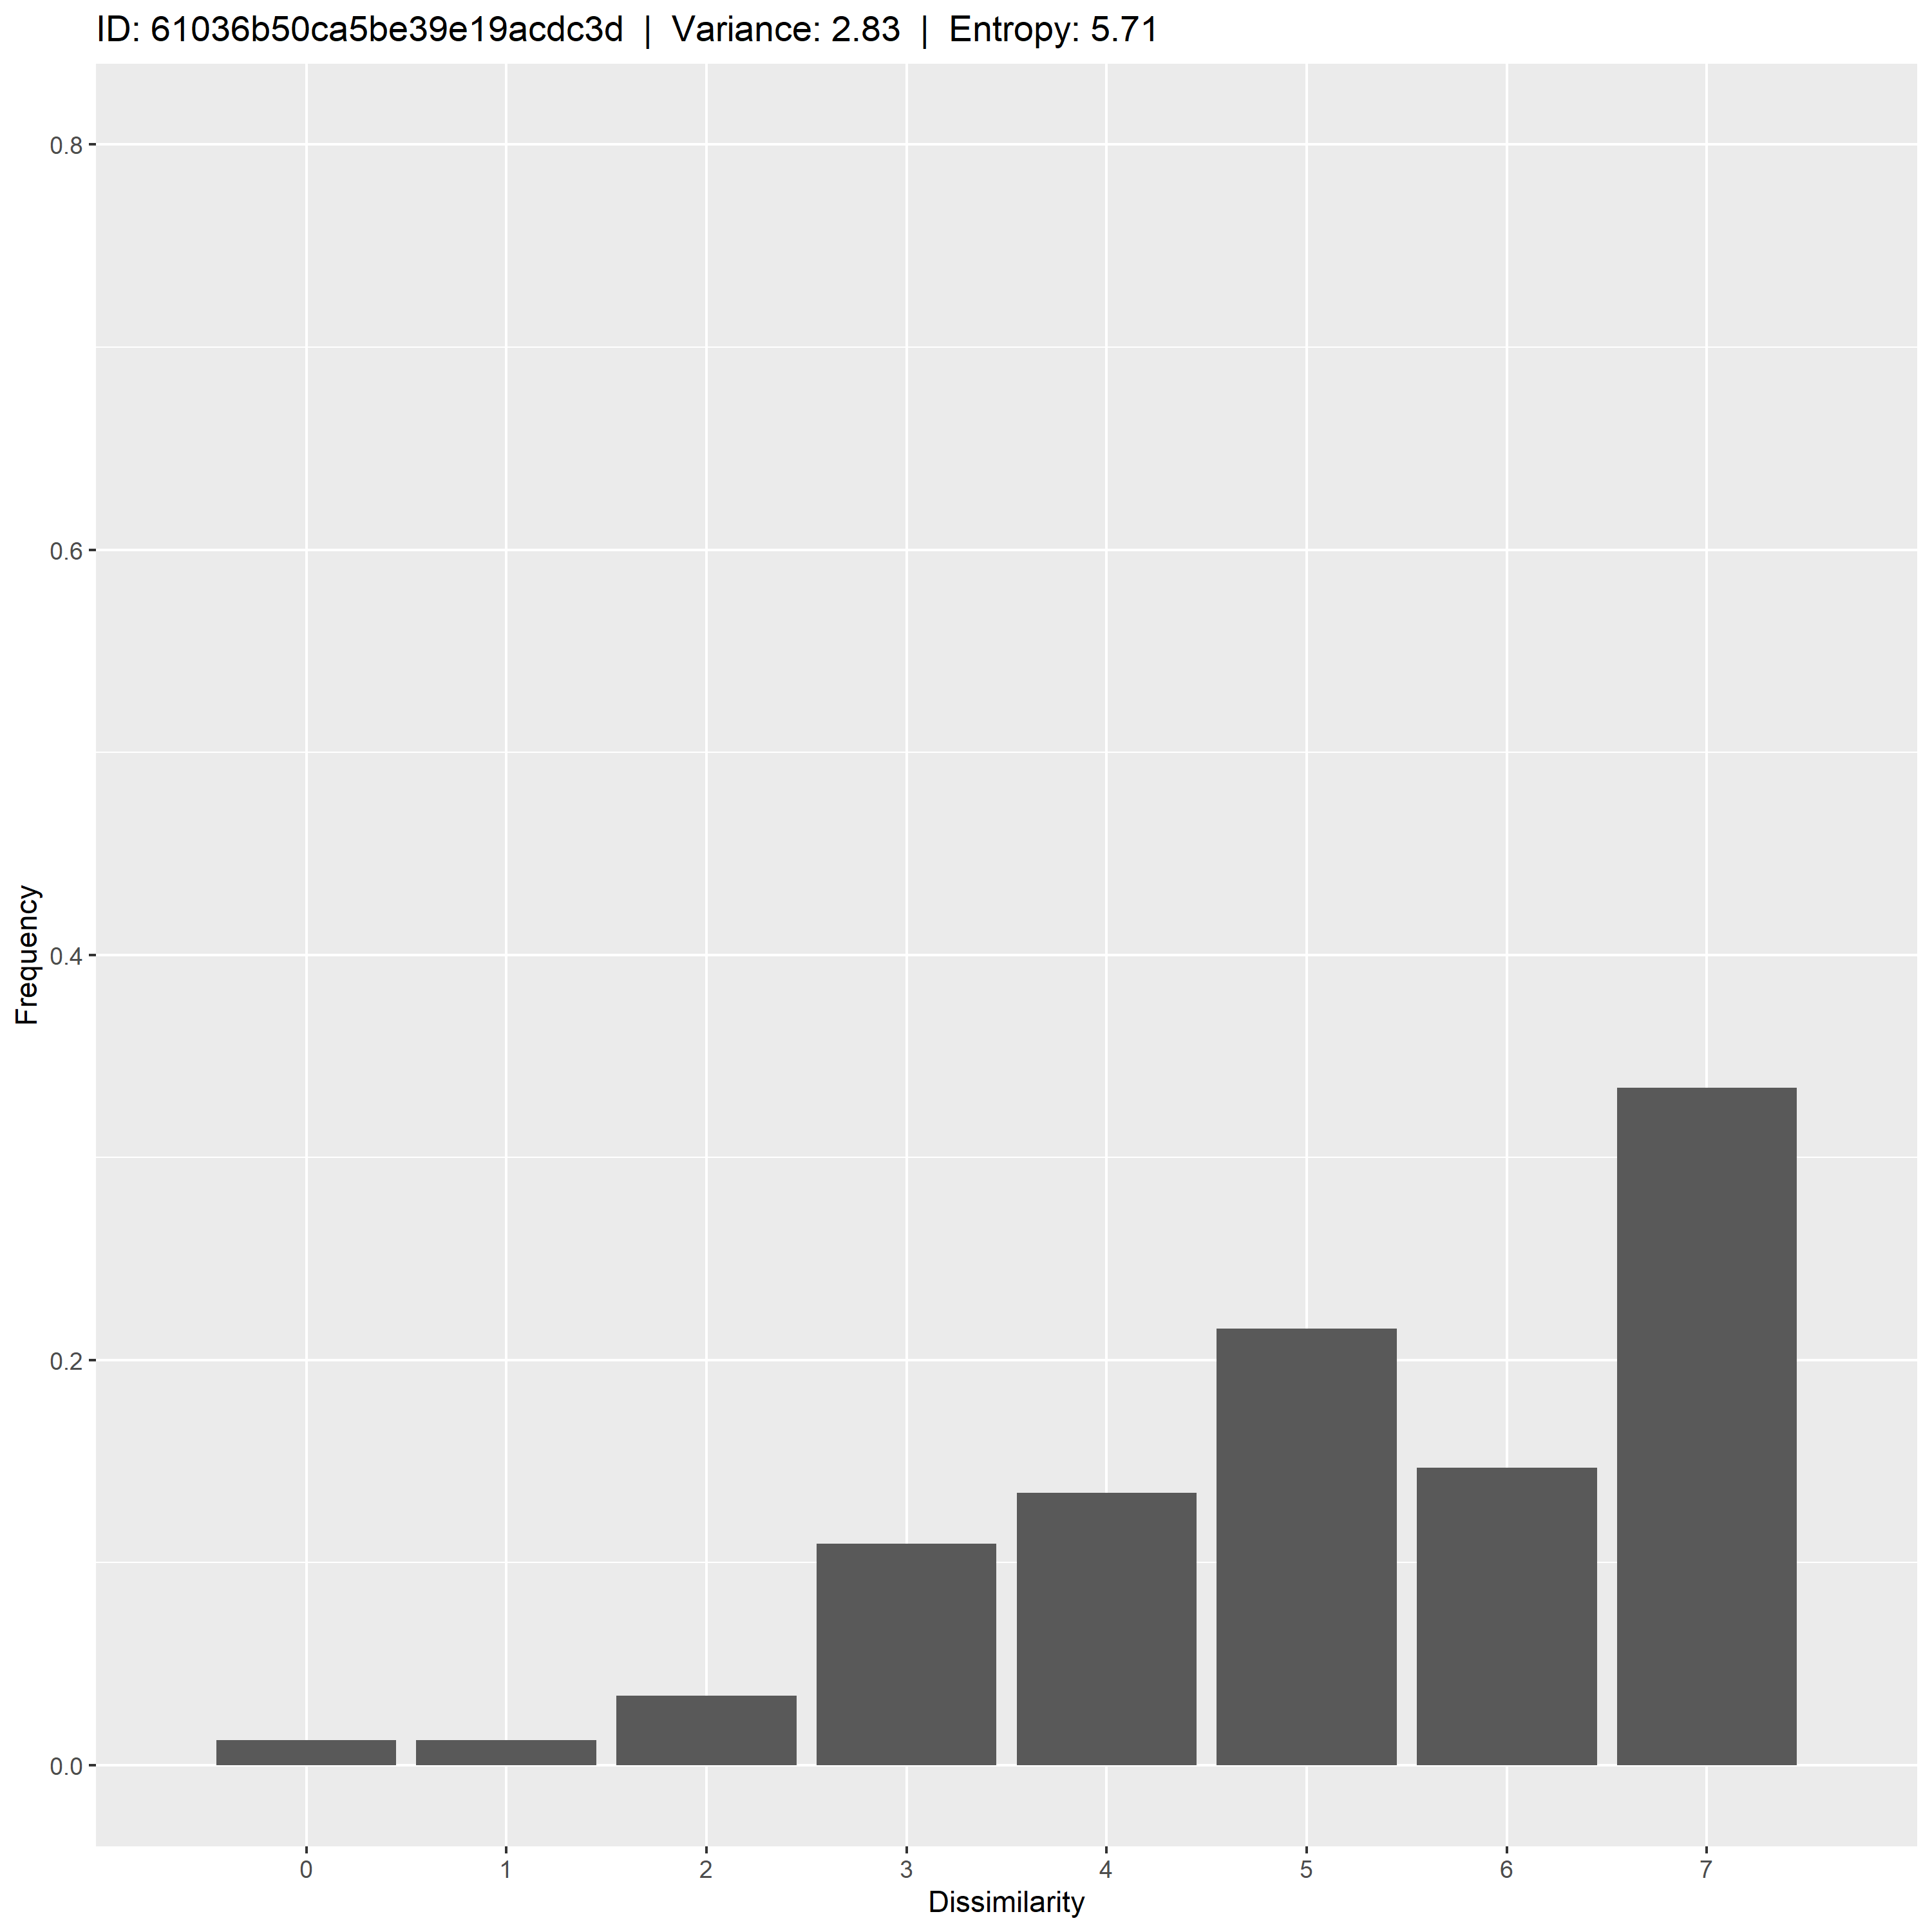 ID: 61036b50ca5be39e19acdc3d | Variance: 2.83 | Entropy: 5.71
Frequency
0.8
0.6
0.4
0.2
0.0
0 1 2 3 4 5 6 7
Dissimilarity